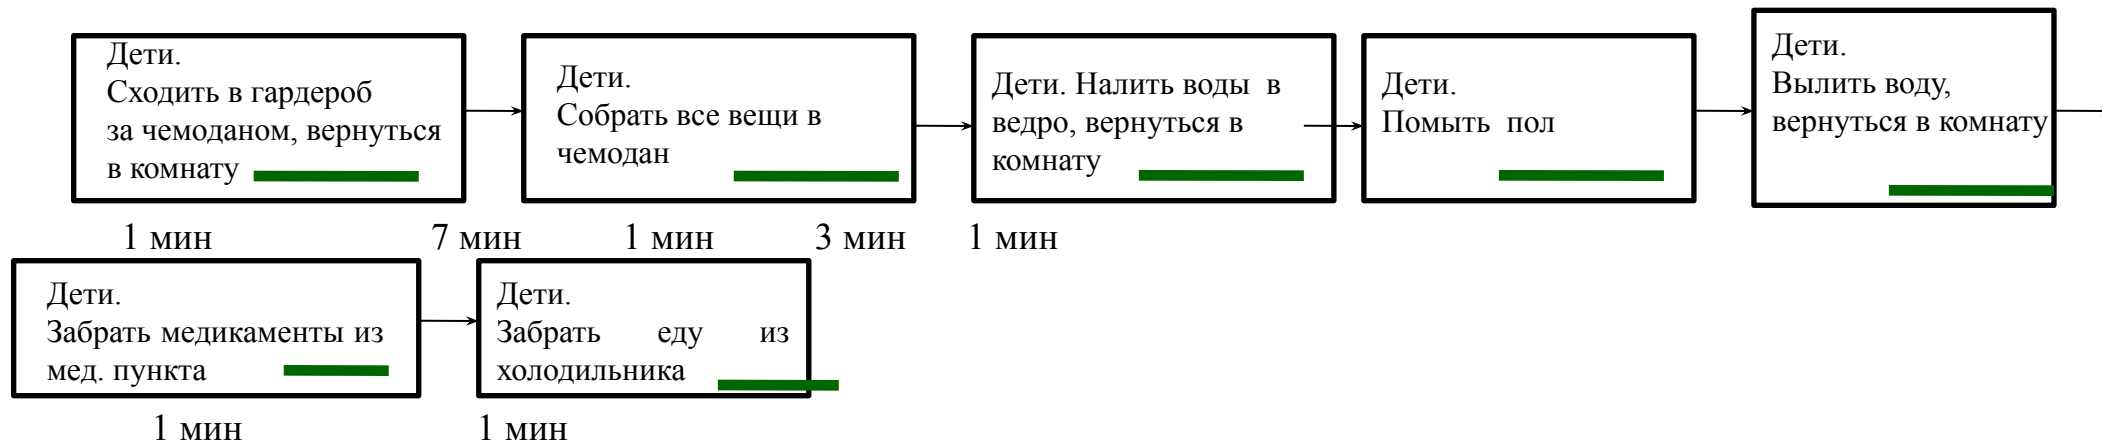 Дети.
Сходить в гардероб
за чемоданом, вернуться
в комнату
Дети.
Собрать все вещи в
чемодан
Дети. Налить воды в
ведро, вернуться в
комнату
Дети.
Помыть пол
Дети.
Вылить воду,
вернуться в комнату
1 мин 7 мин 1 мин 3 мин 1 мин
Дети.
Забрать медикаменты из
мед. пункта
Дети.
Забрать еду из
холодильника
1 мин 1 мин